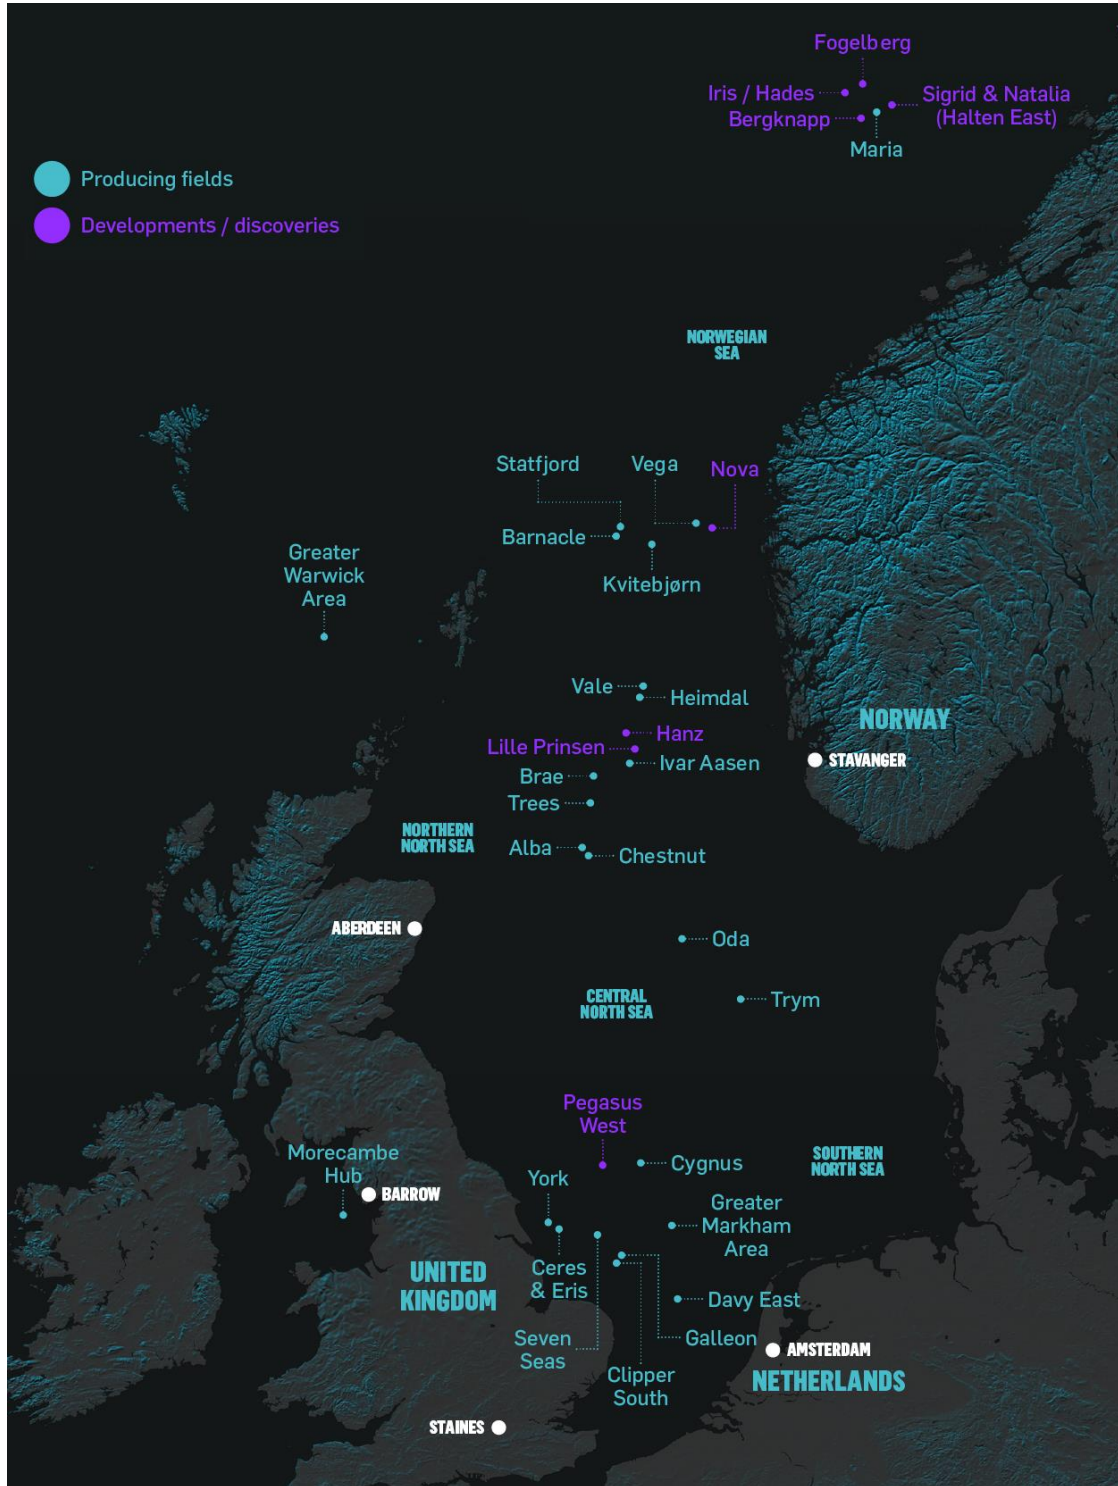 Fogelberg
Iris / Hades
Sigrid & Natalia
(Halten East)
Bergknapp
Maria
Producing fields
Developments / discoveries
NORWEGIAN
SEA
Statfjord
Vega
Nova
Barnacle
Kvitebjørn
Greater
Warwick
Area
Vale
Heimdal
NORWAY
Hanz
Lille Prinsen
Ivar Aasen
STAVANGER
Brae
Trees
NORTHERN
NORTH SEA
Alba
Chestnut
ABERDEEN
Oda
CENTRAL
NORTH SEA
Trym
Pegasus
West
Morecambe
Hub
Cygnus
SOUTHERN
NORTH SEA
York
BARROW
Greater
Markham
Area
Ceres
& Eris
UNITED
KINGDOM
Davy East
Seven
Seas
Galleon
AMSTERDAM
Clipper
South
NETHERLANDS
STAINES